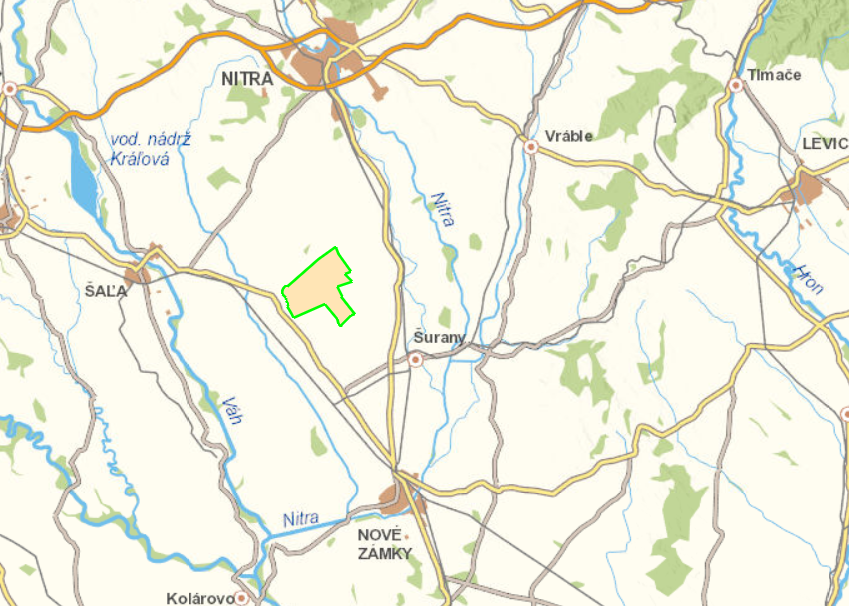 NITRA
Tlmače
vod. nádrž
Kráľová
Vráble
LEVIC
Nitra
Hron
ŠAĽA
Šurany
Váh
Nitra
NOVÉ
ZÁMKY
Kolárovo